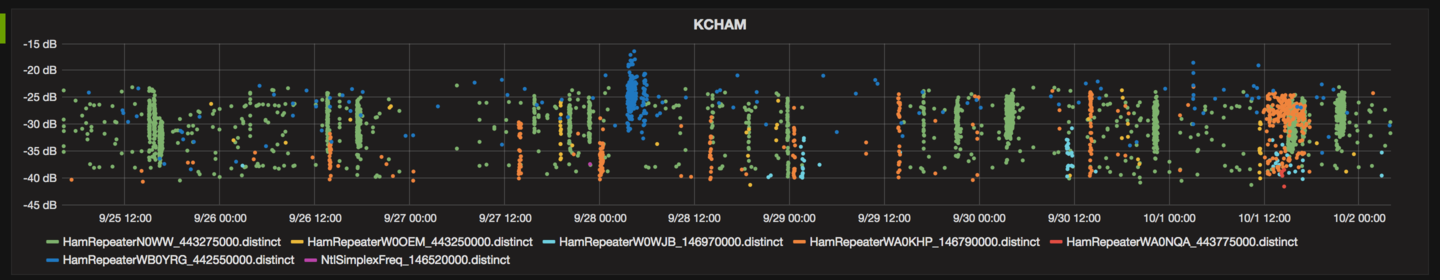 KCHAM
-15 dB
-20 dB
-25 dB
-30 dB
-35 dB
-40 dB
-45 dB
9/25 12:00 9/26 00:00 9/26 12:00 9/27 00:00 9/27 12:00 9/28 00:00 9/28 12:00 9/29 00:00 9/29 12:00 9/30 00:00 9/30 12:00 10/1 00:00 10/1 12:00 10/2 00:00
HamRepeaterN0WW_443275000.distinct HamRepeaterW0OEM_443250000.distinct HamRepeaterW0WJB_146970000.distinct HamRepeaterWA0KHP_146790000.distinct HamRepeaterWA0NQA_443775000.distinct
HamRepeaterWB0YRG_442550000.distinct NtlSimplexFreq_146520000.distinct